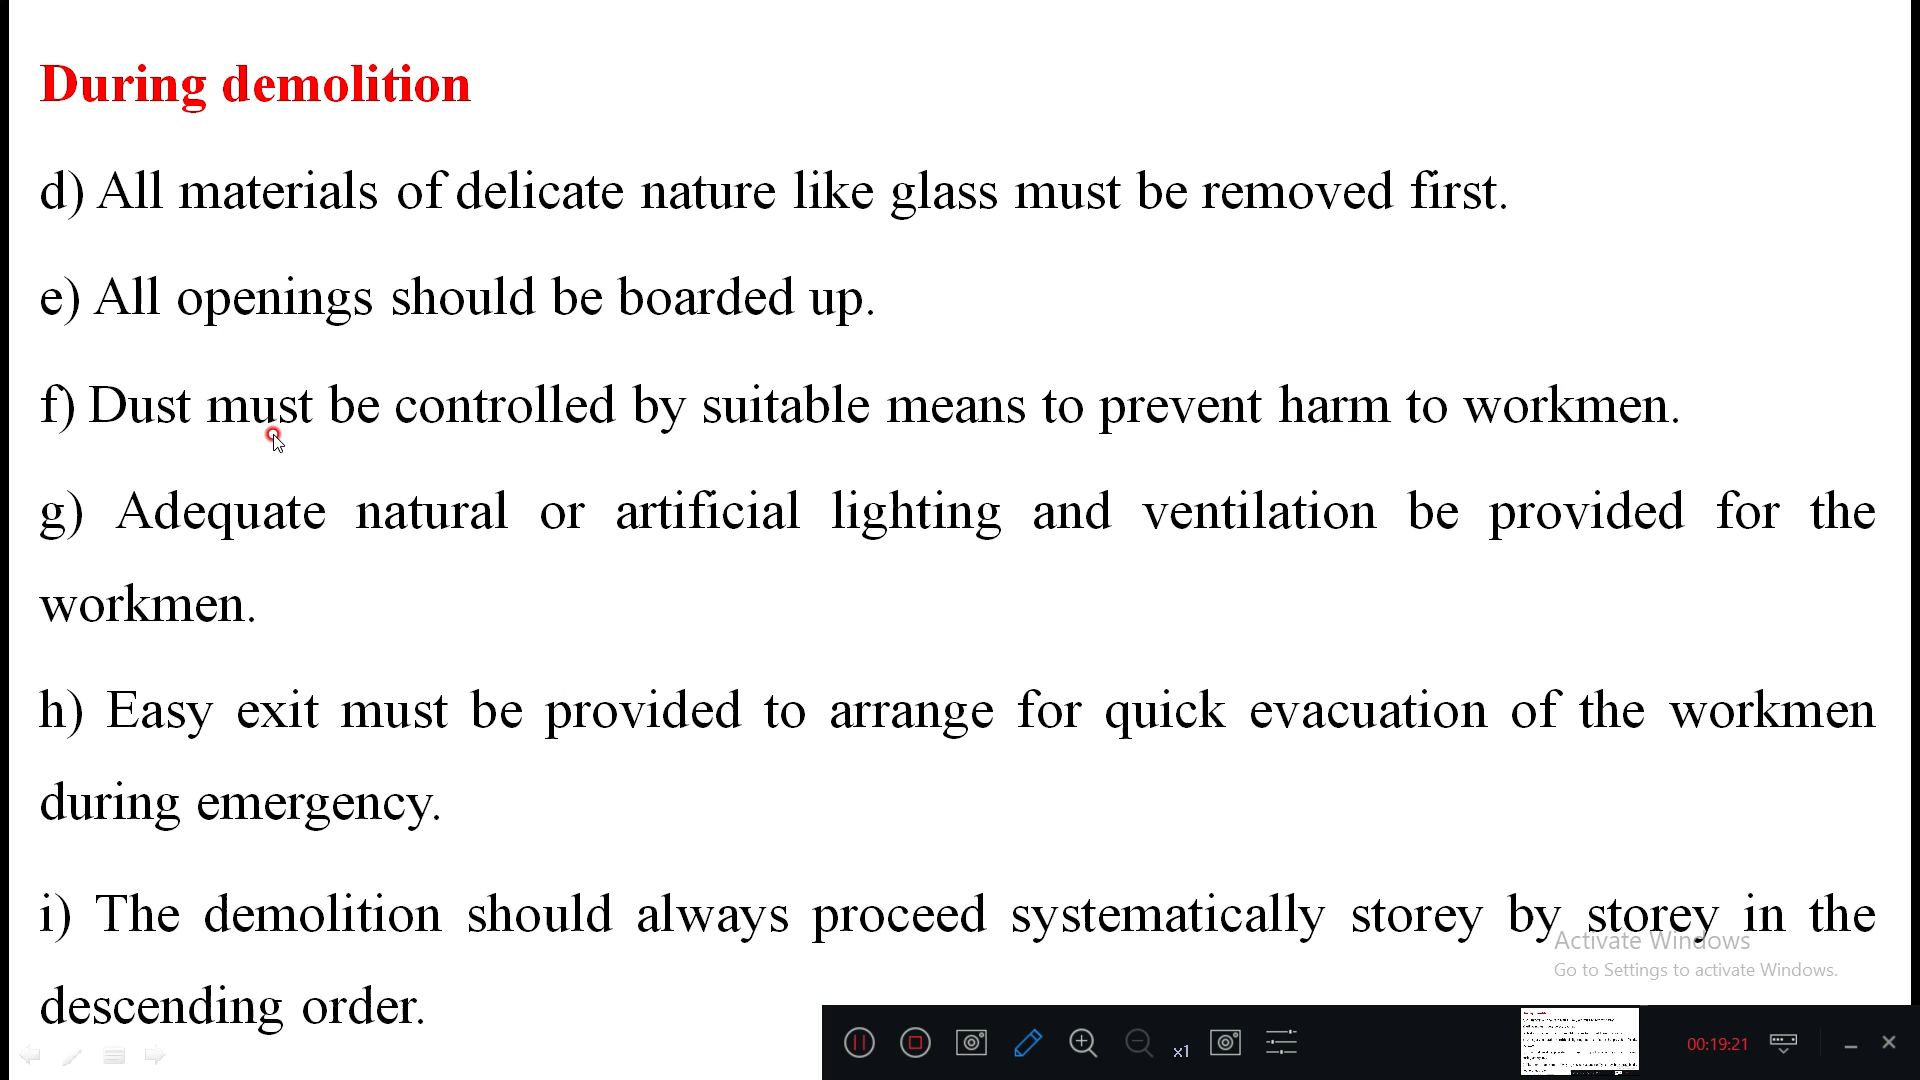 During demolition
d) All materials of delicate nature like glass must be removed first.
e) All openings should be boarded up.
f) Dust must be controlled by suitable means to prevent harm to workmen.
g) Adequate natural or artificial lighting and ventilation be provided for the
workmen.
h) Easy exit must be provided to arrange for quick evacuation of the workmen
during emergency.
i) The demolition should always proceed systematically storey by storey in the
descending order.
Activate Windows
Go to Settings to activate Windows.
x1
00:19:21